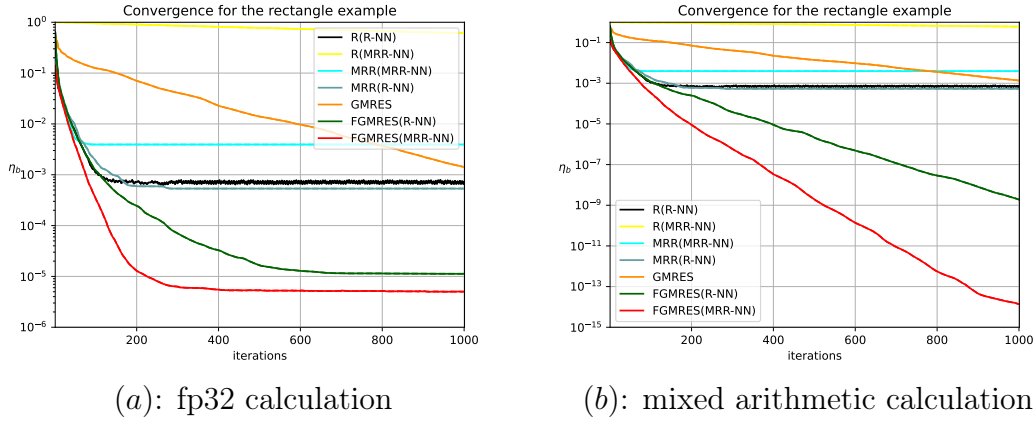 Convergence for the rectangle example
10^0
10^-1
10^-2
η_b
10^-3
10^-4
10^-5
10^-6
200
400
600
800
1000
iterations
R(R-NN)
R(MRR-NN)
MRR(MRR-NN)
MRR(R-NN)
GMRES
FGMRES(R-NN)
FGMRES(MRR-NN)
(a): fp32 calculation
Convergence for the rectangle example
10^-1
10^-3
10^-5
η_b
10^-7
10^-9
10^-11
10^-13
10^-15
200
400
600
800
1000
iterations
R(R-NN)
R(MRR-NN)
MRR(MRR-NN)
MRR(R-NN)
GMRES
FGMRES(R-NN)
FGMRES(MRR-NN)
(b): mixed arithmetic calculation